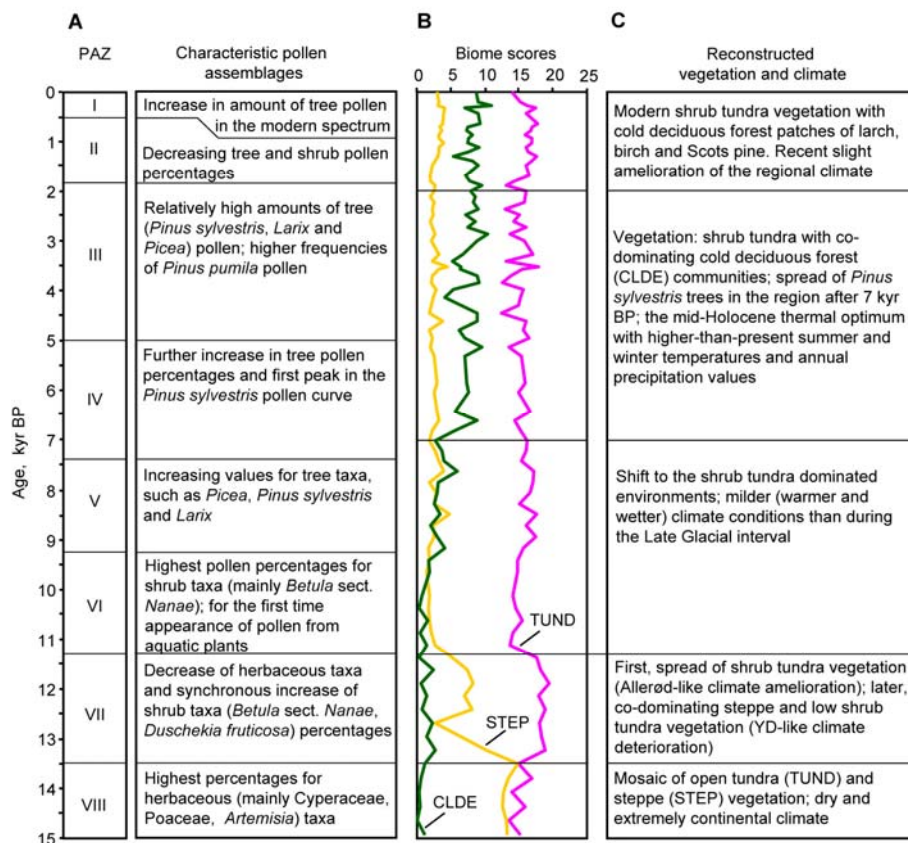 A
B
C
PAZ
Characteristic pollen
assemblages
Biome scores
0 5 10 15 20 25
Reconstructed
vegetation and climate
Age, kyr BP
0
1
2
3
4
5
6
7
8
9
10
11
12
13
14
15
I
Increase in amount of tree pollen
in the modern spectrum
II
Decreasing tree and shrub pollen
percentages
III
Relatively high amounts of tree
(Pinus sylvestris, Larix and
Picea) pollen; higher frequencies
of Pinus pumila pollen
IV
Further increase in tree pollen
percentages and first peak in the
Pinus sylvestris pollen curve
V
Increasing values for tree taxa,
such as Picea, Pinus sylvestris
and Larix
VI
Highest pollen percentages for
shrub taxa (mainly Betula sect.
Nanae); for the first time
appearance of pollen from
aquatic plants
VII
Decrease of herbaceous taxa
and synchronous increase of
shrub taxa (Betula sect. Nanae,
Duschekia fruticosa) percentages
VIII
Highest percentages for
herbaceous (mainly Cyperaceae,
Poaceae, Artemisia) taxa
TUND
STEP
CLDE
Modern shrub tundra vegetation with
cold deciduous forest patches of larch,
birch and Scots pine. Recent slight
amelioration of the regional climate
Vegetation: shrub tundra with co-
dominating cold deciduous forest
(CLDE) communities; spread of Pinus
sylvestris trees in the region after 7 kyr
BP; the mid-Holocene thermal optimum
with higher-than-present summer and
winter temperatures and annual
precipitation values
Shift to the shrub tundra dominated
environments; milder (warmer and
wetter) climate conditions than during
the Late Glacial interval
First, spread of shrub tundra vegetation
(Allerød-like climate amelioration); later,
co-dominating steppe and low shrub
tundra vegetation (YD-like climate
deterioration)
Mosaic of open tundra (TUND) and
steppe (STEP) vegetation; dry and
extremely continental climate